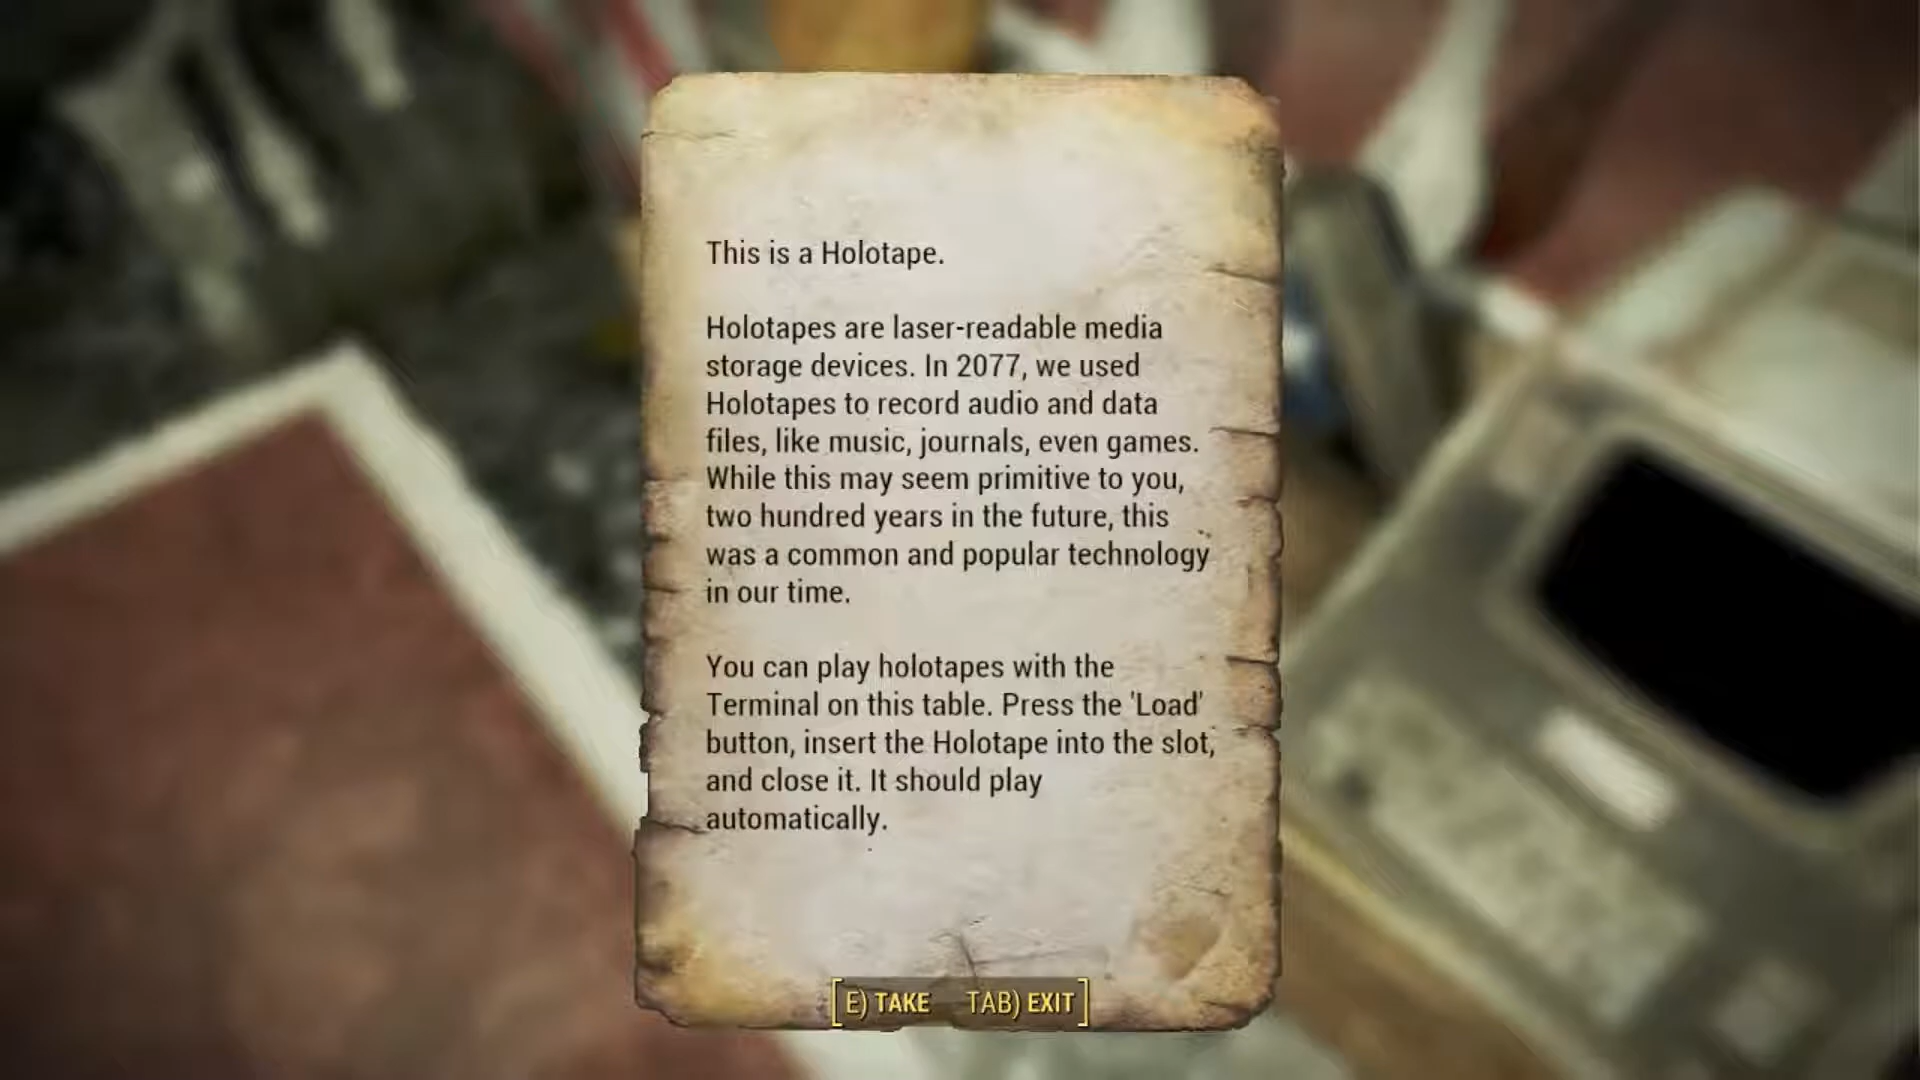 This is a Holotape.
Holotapes are laser-readable media
storage devices. In 2077, we used
Holotapes to record audio and data
files, like music, journals, even games.
While this may seem primitive to you,
two hundred years in the future, this
was a common and popular technology
in our time.
You can play holotapes with the
Terminal on this table. Press the 'Load'
button, insert the Holotape into the slot,
and close it. It should play
automatically.
[E) TAKE TAB) EXIT]